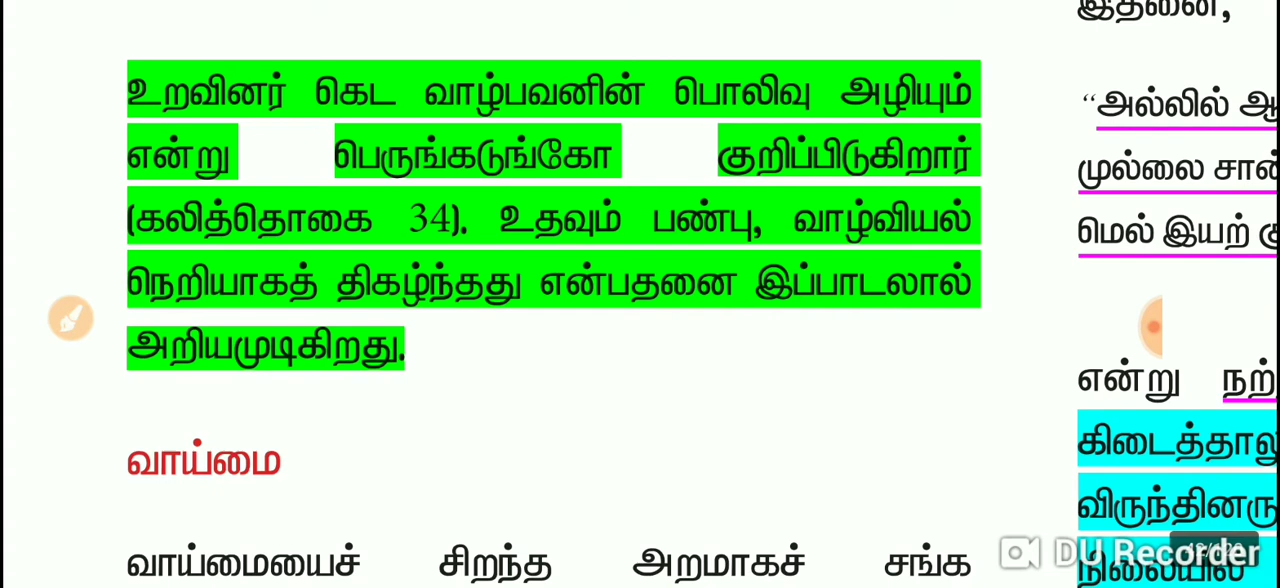 உறவினர் கெட வாழ்பவனின் பொலிவு அழியும்
என்று பெருங்கடுங்கோ குறிப்பிடுகிறார்
(கலித்தொகை 34). உதவும் பண்பு, வாழ்வியல்
நெறியாகத் திகழ்ந்தது என்பதனை இப்பாடலால்
அறியமுடிகிறது.
வாய்மை
வாய்மையைச் சிறந்த அறமாகச் சங்க
இதனை,
“அல்லில் ஆ
முல்லை சான்
மெல் இயற் கு
என்று நற்
கிடைத்தாலு
விருந்தினரு
நிலையில்
DU Recorder